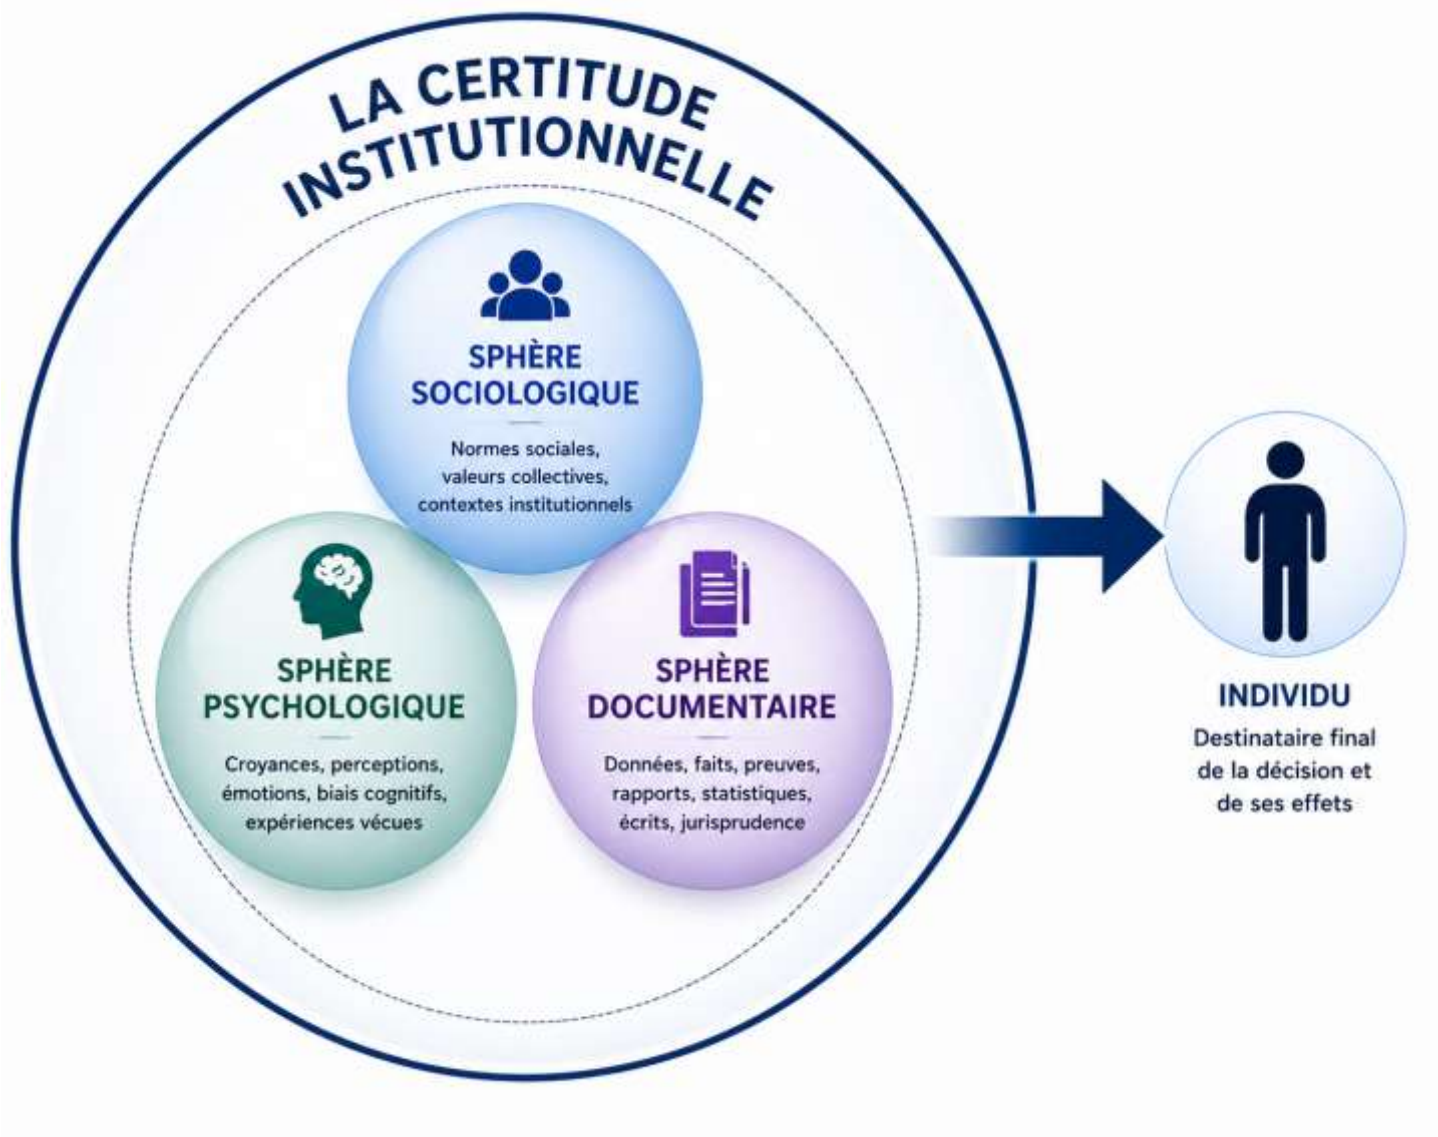 LA CERTITUDE
INSTITUTIONNELLE
SPHÈRE
SOCIOLOGIQUE
Normes sociales,
valeurs collectives,
contextes institutionnels
SPHÈRE
PSYCHOLOGIQUE
Croyances, perceptions,
émotions, biais cognitifs,
expériences vécues
SPHÈRE
DOCUMENTAIRE
Données, faits, preuves,
rapports, statistiques,
écrits, jurisprudence
INDIVIDU
Destinataire final
de la décision et
de ses effets